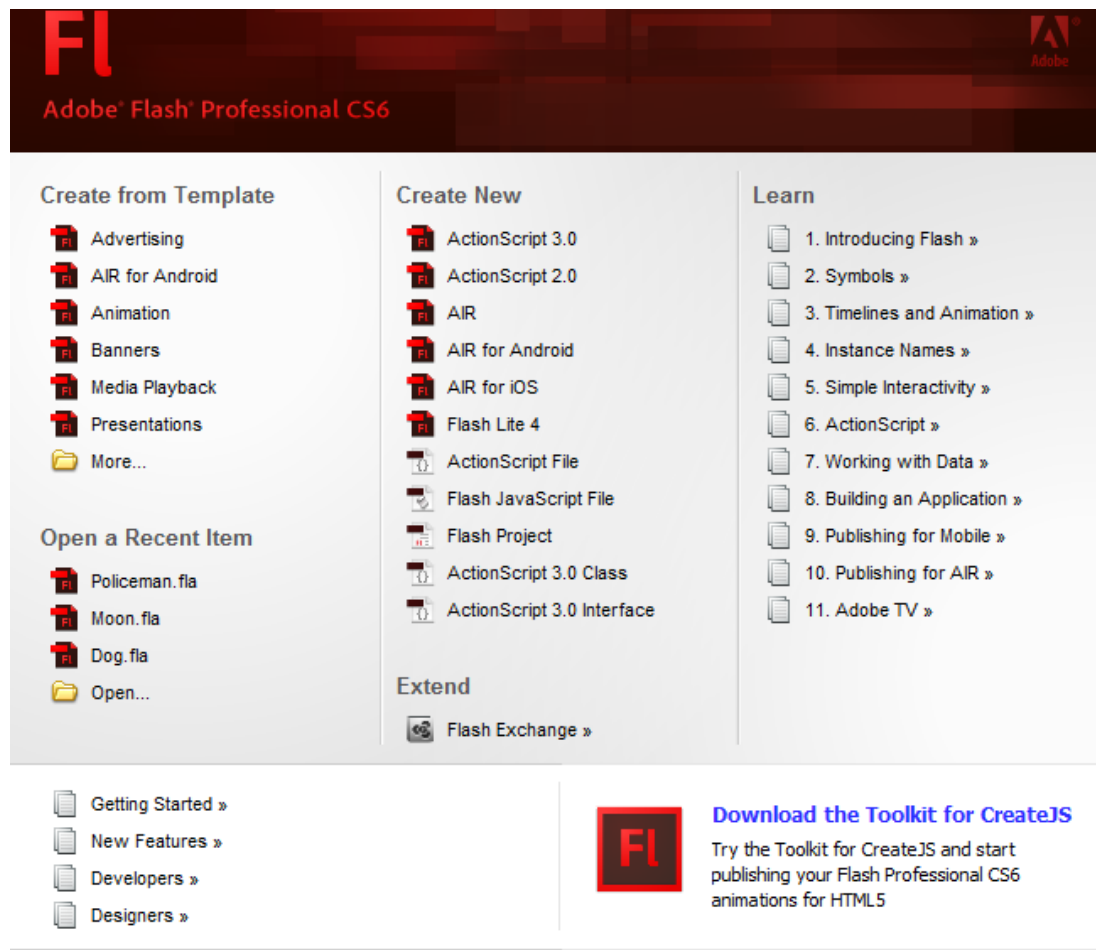 Fl
Adobe
Adobe® Flash® Professional CS6
Create from Template
Advertising
AIR for Android
Animation
Banners
Media Playback
Presentations
More...
Open a Recent Item
Policeman.fla
Moon.fla
Dog.fla
Open...
Create New
ActionScript 3.0
ActionScript 2.0
AIR
AIR for Android
AIR for iOS
Flash Lite 4
ActionScript File
Flash JavaScript File
Flash Project
ActionScript 3.0 Class
ActionScript 3.0 Interface
Extend
Flash Exchange »
Learn
1. Introducing Flash »
2. Symbols »
3. Timelines and Animation »
4. Instance Names »
5. Simple Interactivity »
6. ActionScript »
7. Working with Data »
8. Building an Application »
9. Publishing for Mobile »
10. Publishing for AIR »
11. Adobe TV »
Getting Started »
New Features »
Developers »
Designers »
Fl
Download the Toolkit for CreateJS
Try the Toolkit for CreateJS and start
publishing your Flash Professional CS6
animations for HTML5